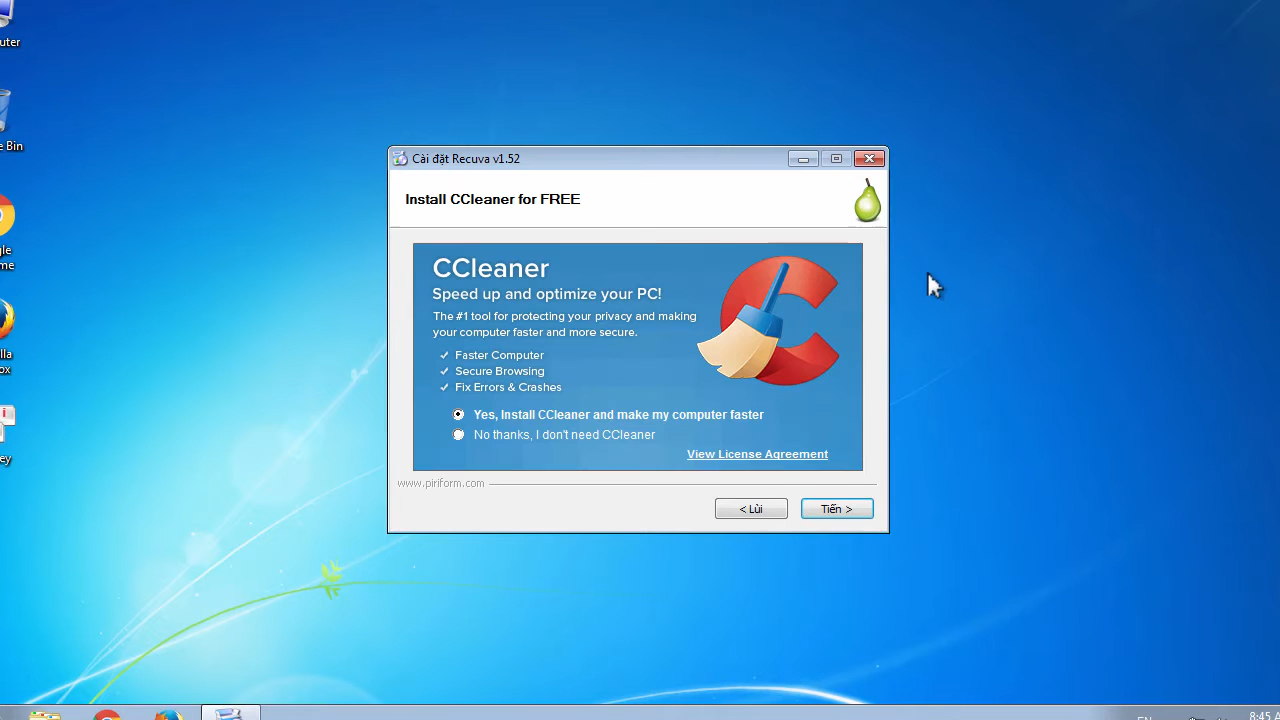 uter
e Bin
gle
me
lla
ox
ey
Cài đặt Recuva v1.52
Install CCleaner for FREE
CCleaner
Speed up and optimize your PC!
The #1 tool for protecting your privacy and making
your computer faster and more secure.
Faster Computer
Secure Browsing
Fix Errors & Crashes
Yes, Install CCleaner and make my computer faster
No thanks, I don't need CCleaner
View License Agreement
www.piriform.com
< Lùi
Tiến >
EN
8:45 A